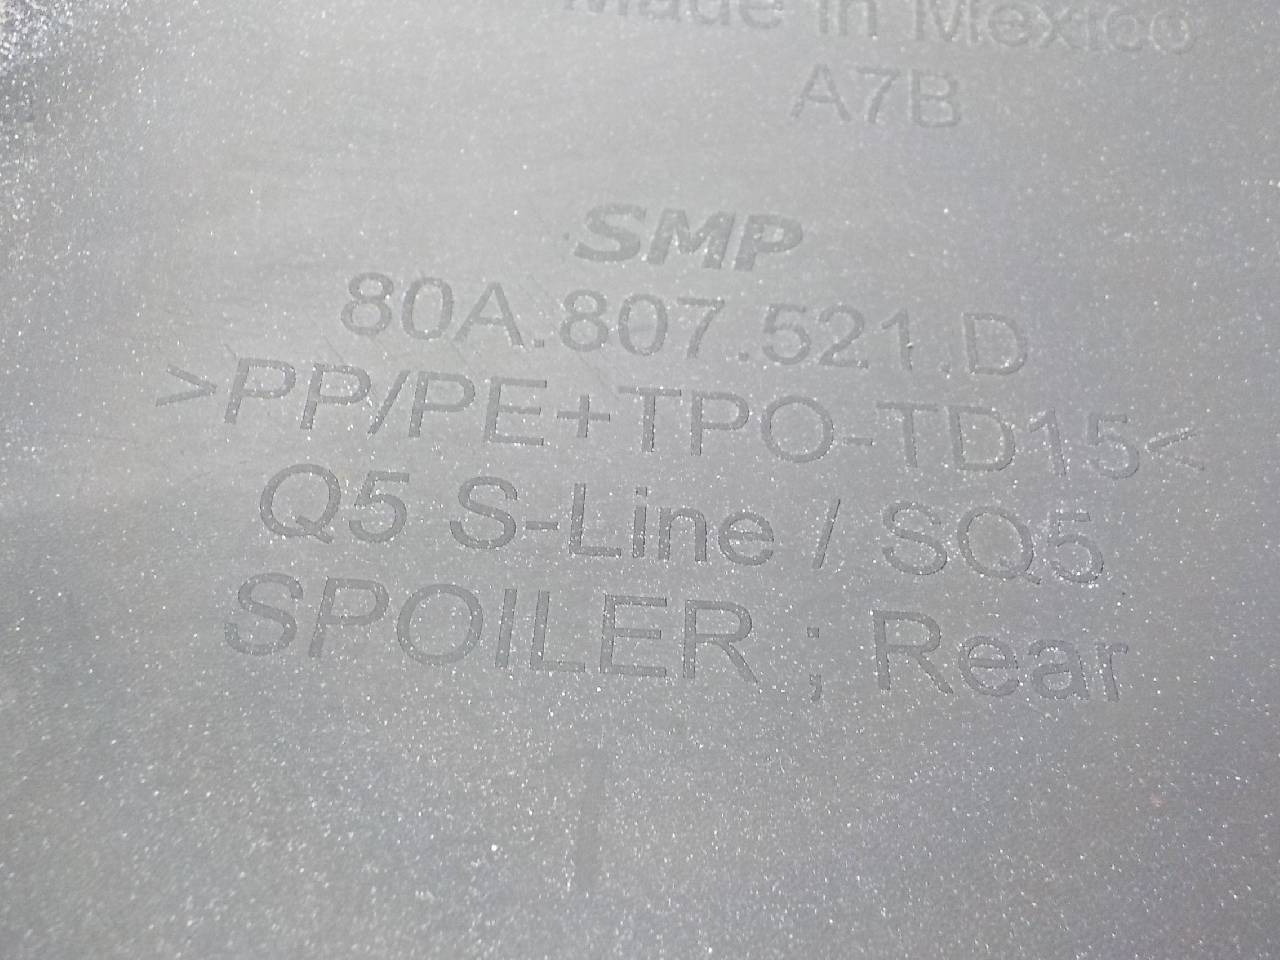 Made in Mexico
A7B
SMP
80A.807.521.D
>PP/PE+TPO-TD15<
Q5 S-Line / SQ5
SPOILER ; Rear